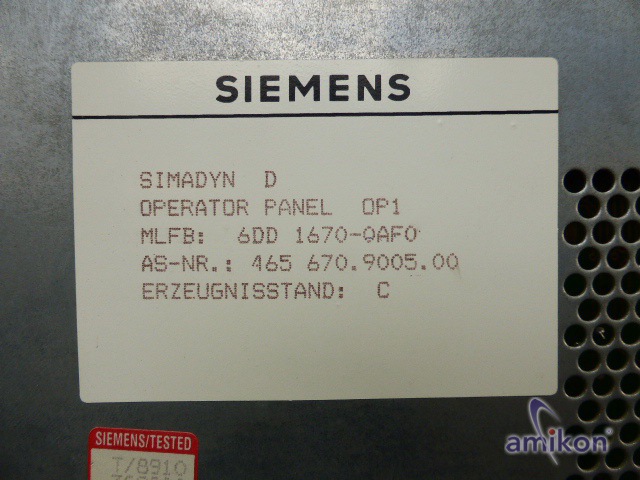 SIEMENS
SIMADYN D
OPERATOR PANEL OP1
MLFB: 6DD 1670-0AF0
AS-NR.: 465 670.9005.00
ERZEUGNISSTAND: C
SIEMENS/TESTED
T/8910
amikon